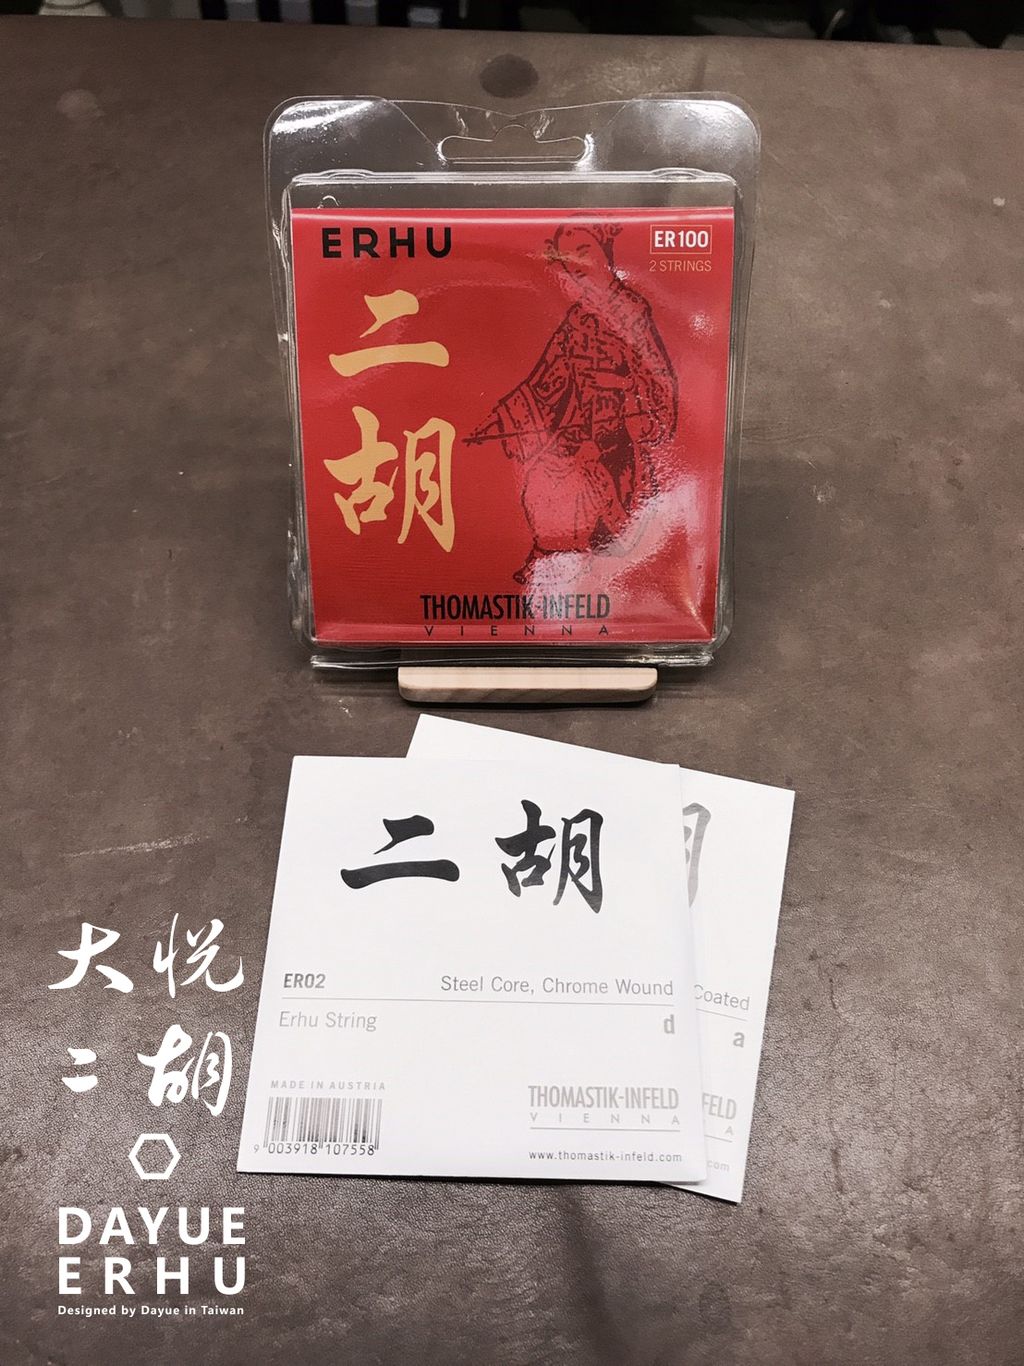 ERHU
ER100
2 STRINGS
二
胡
THOMASTIK-INFELD
VIENNA
二胡
ER02 Steel Core, Chrome Wound
Erhu String d
MADE IN AUSTRIA
9 003918 107558
THOMASTIK-INFELD
VIENNA
www.thomastik-infeld.com
Coated
a
FELD
A
.com
大悦
二胡
DAYUE
ERHU
Designed by Dayue in Taiwan